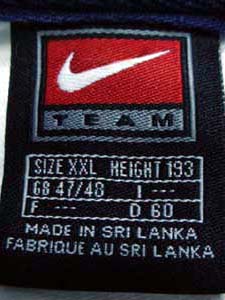 TEAM
SIZE XXL HEIGHT 193
GB 47/48 I ---
F --- D 60
MADE IN SRI LANKA
FABRIQUE AU SRI LANKA